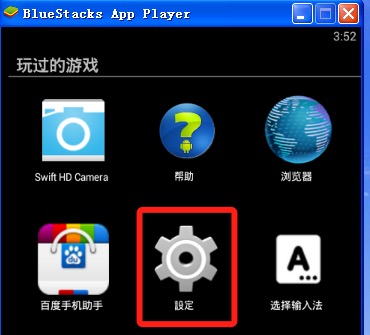 BlueStacks App Player
3:52
玩过的游戏
Swift HD Camera
帮助
浏览器
du
百度手机助手
設定
A
选择输入法